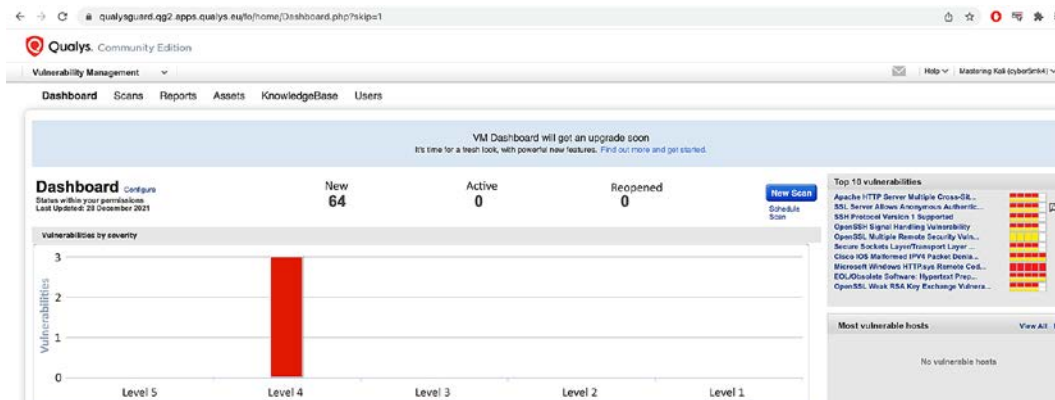 qualysguard.qg2.apps.qualys.eu/fo/home/Dashboard.php?skip=1
Qualys. Community Edition
Vulnerability Management
Help
Mastering Kali (cyber5mk4)
Dashboard Scans Reports Assets KnowledgeBase Users
VM Dashboard will get an upgrade soon
It's time for a fresh look, with powerful new features. Find out more and get started.
Dashboard Configure
Status within your permissions
Last Updated: 28 December 2021
New
64
Active
0
Reopened
0
New Scan
Schedule
Scan
Vulnerabilities by severity
Vulnerabilities
3
2
1
0
Level 5 Level 4 Level 3 Level 2 Level 1
Top 10 vulnerabilities
Apache HTTP Server Multiple Cross-Sit...
SSL Server Allows Anonymous Authentic...
SSH Protocol Version 1 Supported
OpenSSH Signal Handling Vulnerability
OpenSSL Multiple Remote Security Vuln...
Secure Sockets Layer/Transport Layer ...
Cisco IOS Malformed IPV4 Packet Denia...
Microsoft Windows HTTP.sys Remote Cod...
EOL/Obsolete Software: Hypertext Prep...
OpenSSL Weak RSA Key Exchange Vulnera...
Most vulnerable hosts View All
No vulnerable hosts